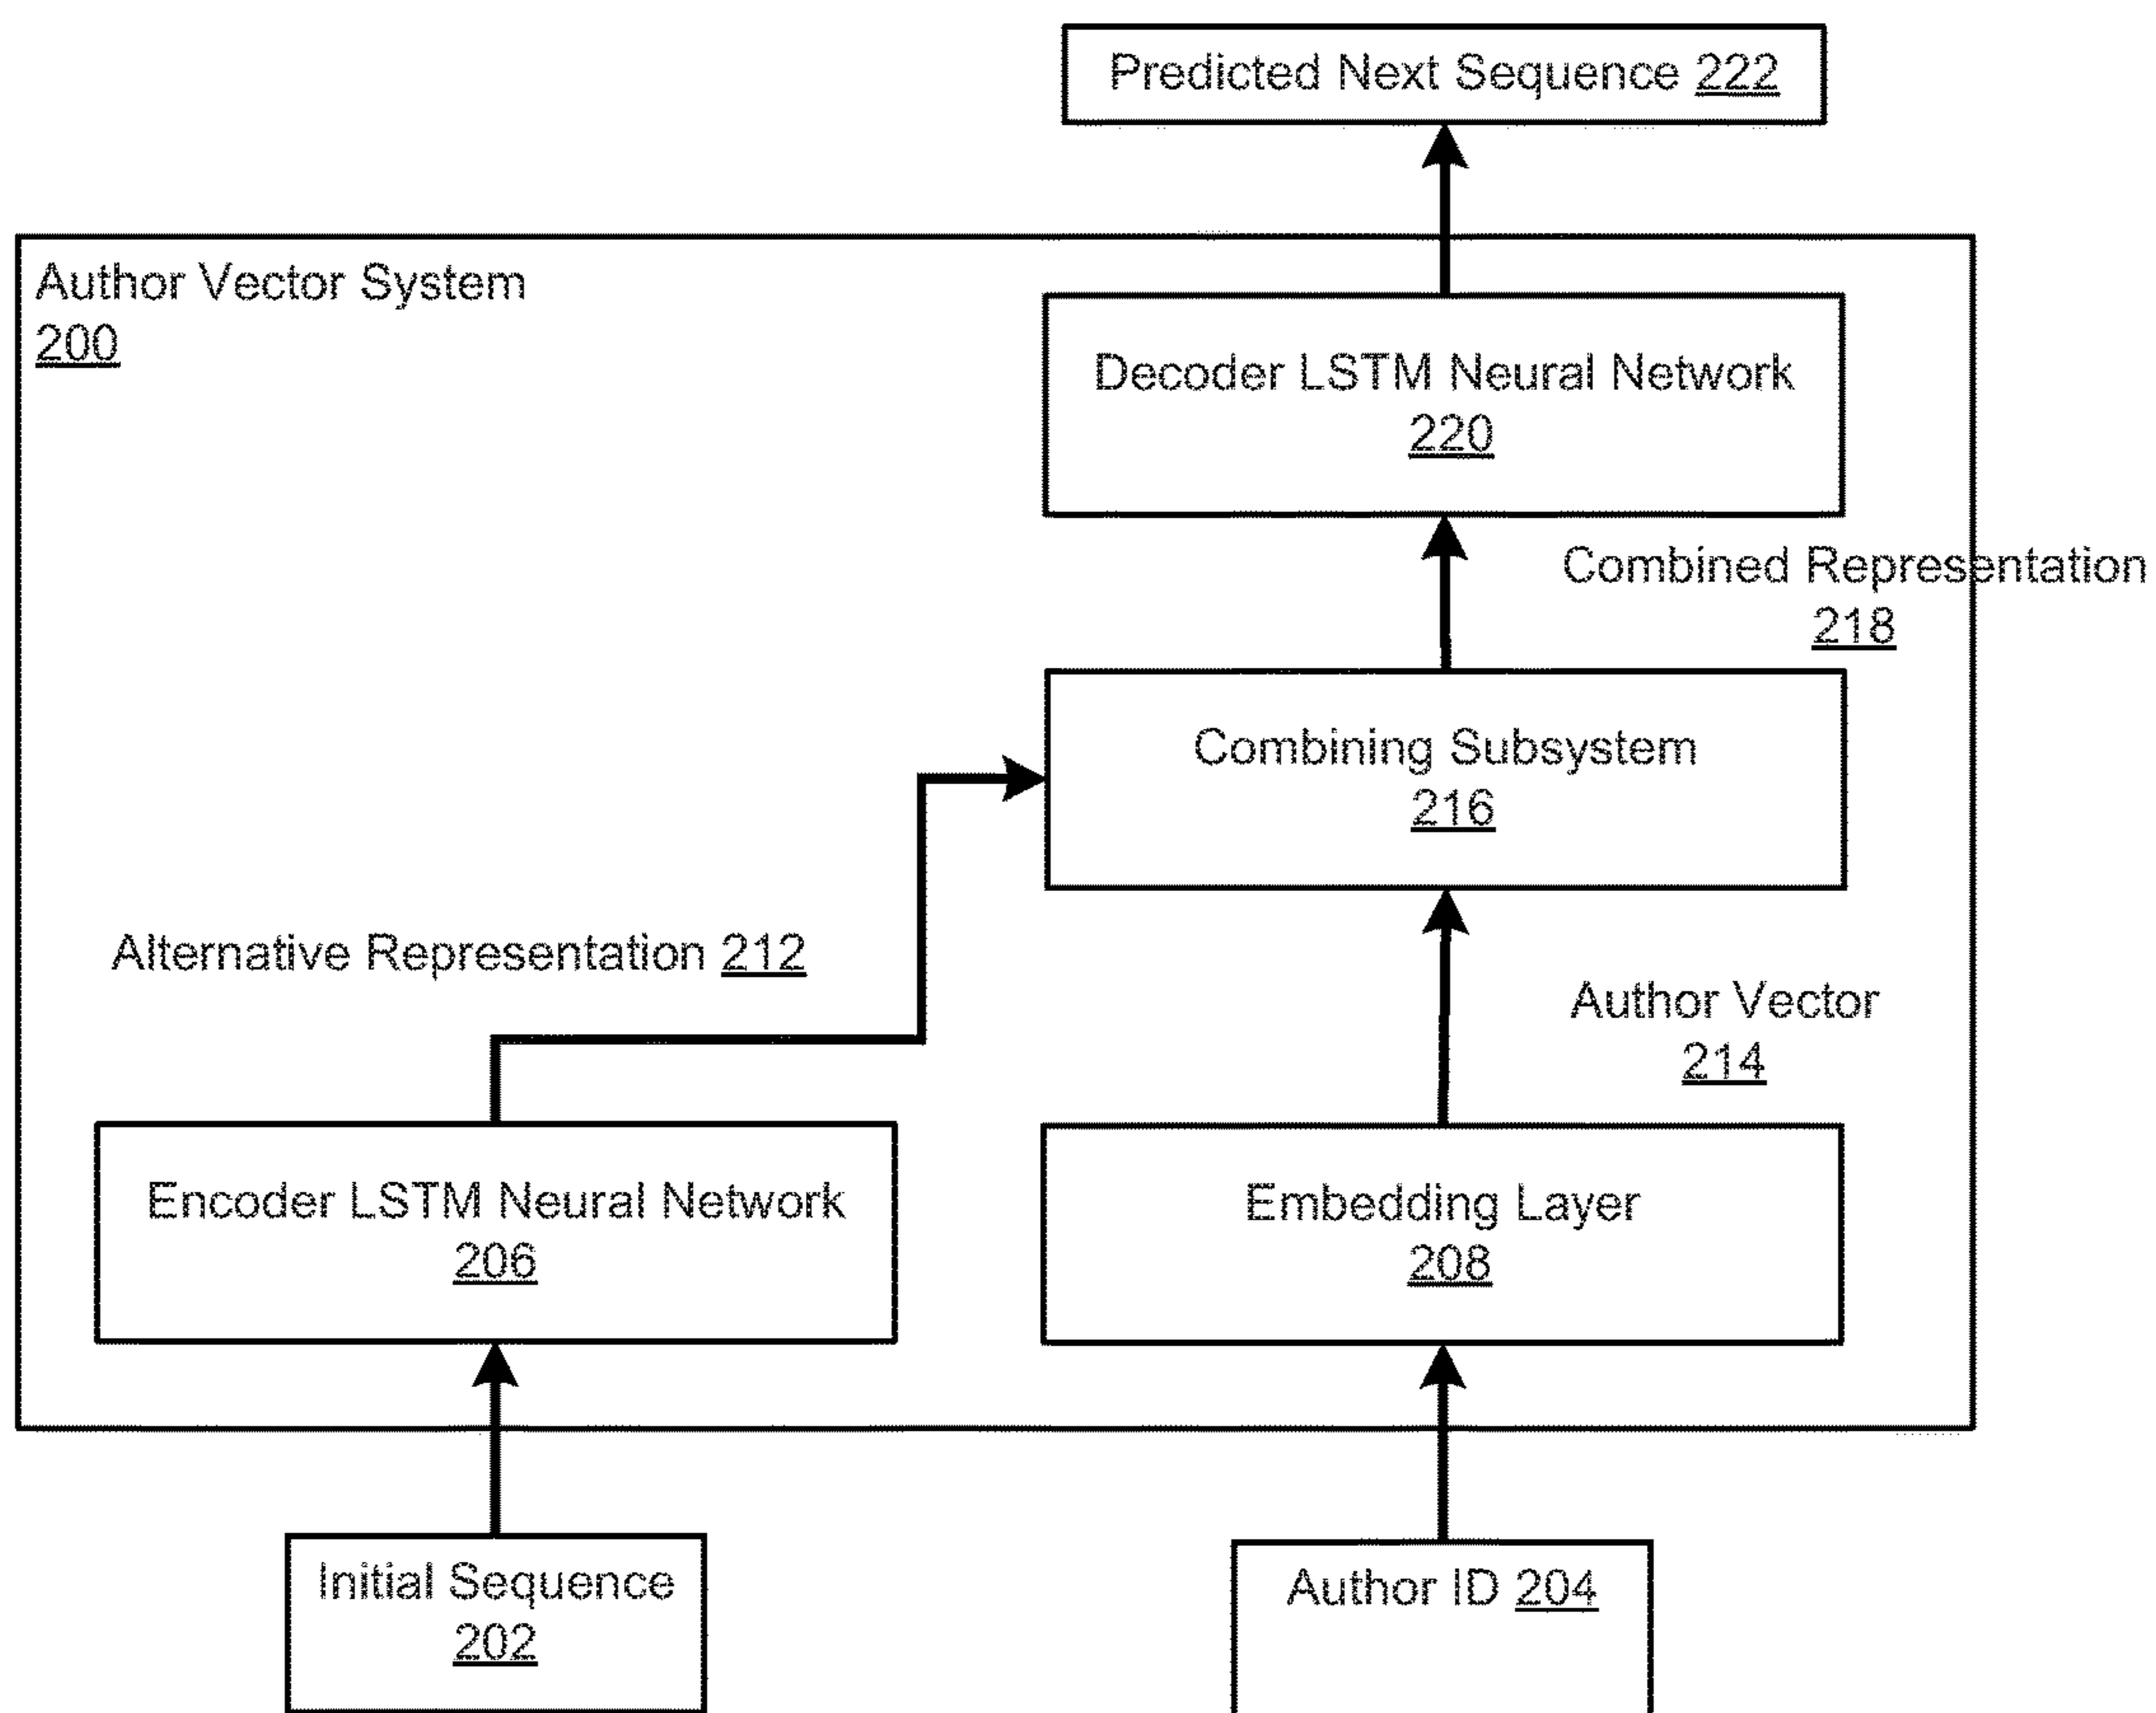 Predicted Next Sequence 222
Author Vector System
200
Decoder LSTM Neural Network
220
Combined Representation
218
Combining Subsystem
216
Alternative Representation 212
Author Vector
214
Encoder LSTM Neural Network
206
Embedding Layer
208
Initial Sequence
202
Author ID 204